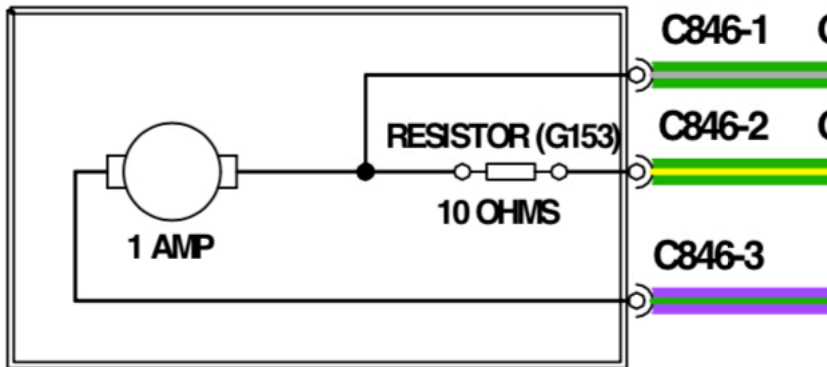 C846-1
RESISTOR (G153)
C846-2
10 OHMS
1 AMP
C846-3